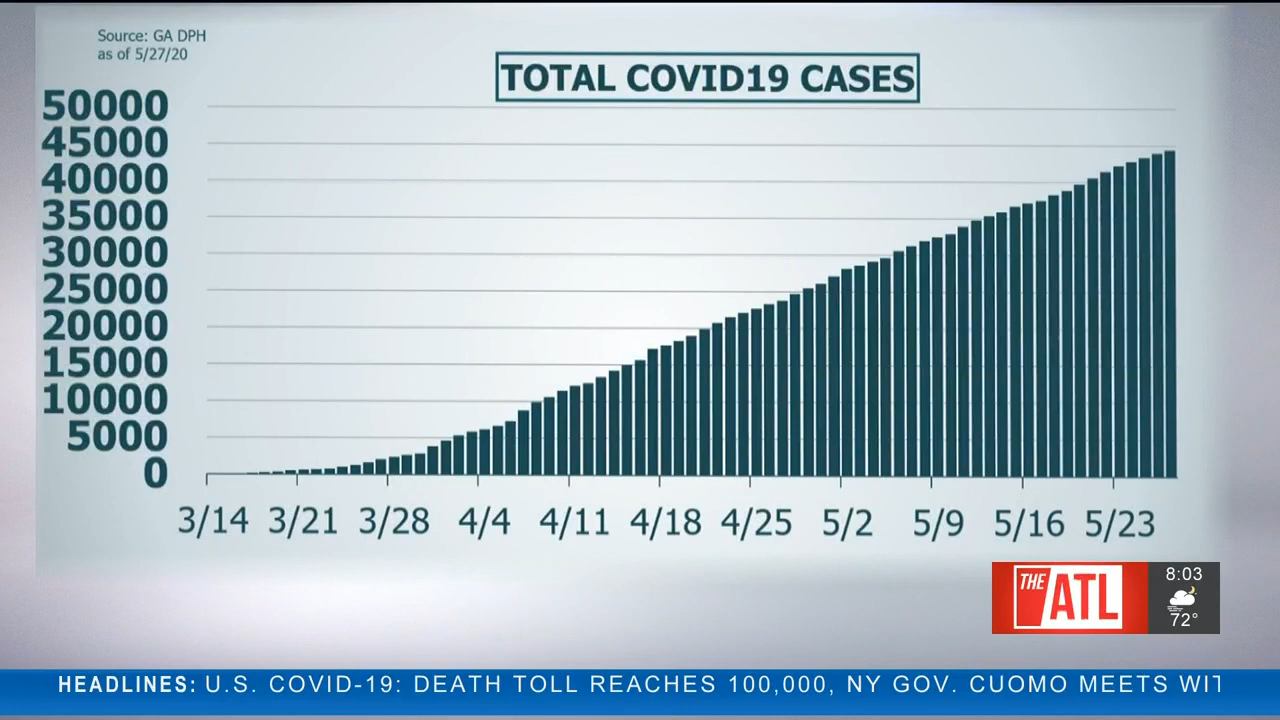 Source: GA DPH
as of 5/27/20
TOTAL COVID19 CASES
50000
45000
40000
35000
30000
25000
20000
15000
10000
5000
0
3/14 3/21 3/28 4/4 4/11 4/18 4/25 5/2 5/9 5/16 5/23
THE ATL
8:03
72°
HEADLINES: U.S. COVID-19: DEATH TOLL REACHES 100,000, NY GOV. CUOMO MEETS